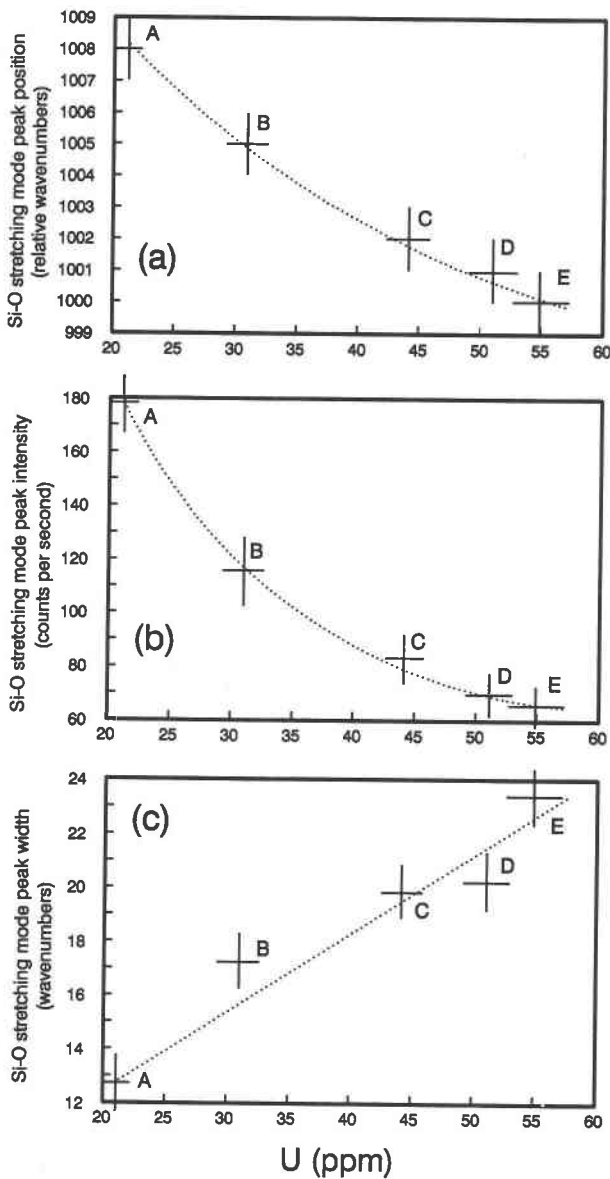 Si-O stretching mode peak position
(relative wavenumbers)
1009
1008
1007
1006
1005
1004
1003
1002
1001
1000
999
A
B
C
D
E
(a)
20 25 30 35 40 45 50 55 60
Si-O stretching mode peak intensity
(counts per second)
180
160
140
120
100
80
60
A
B
C
D
E
(b)
20 25 30 35 40 45 50 55 60
Si-O stretching mode peak width
(wavenumbers)
24
22
20
18
16
14
13
12
(c)
A
B
C
D
E
20 25 30 35 40 45 50 55 60
U (ppm)